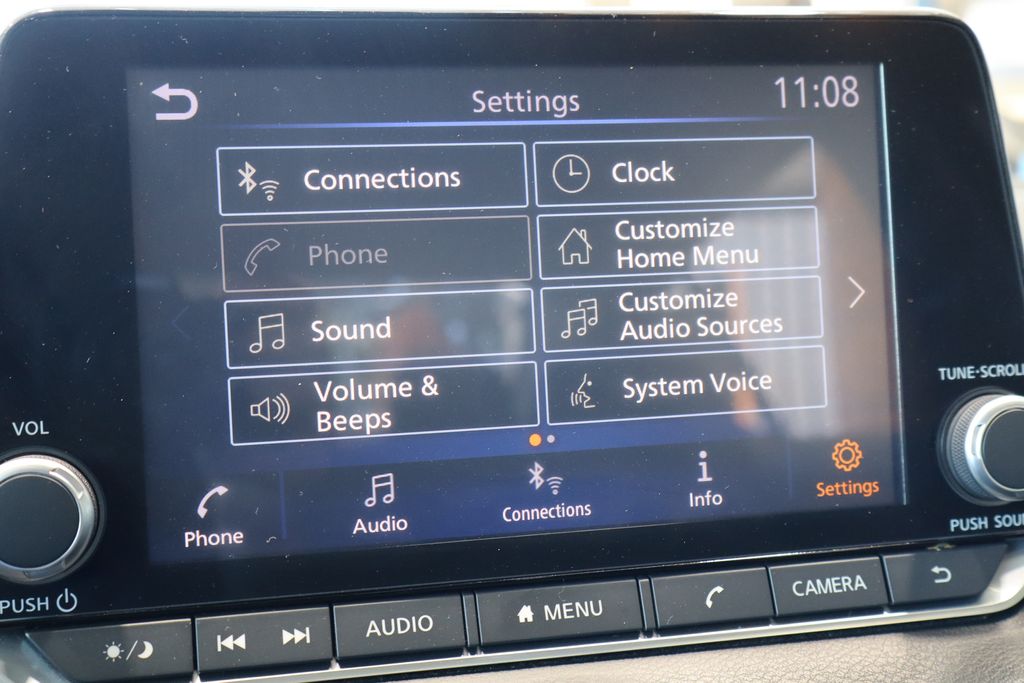 Settings
11:08
Connections
Clock
Phone
Customize
Home Menu
Sound
Customize
Audio Sources
Volume &
Beeps
System Voice
Phone
Audio
Connections
Info
Settings
VOL
PUSH
TUNE·SCROLL
PUSH SOUN
AUDIO
MENU
CAMERA